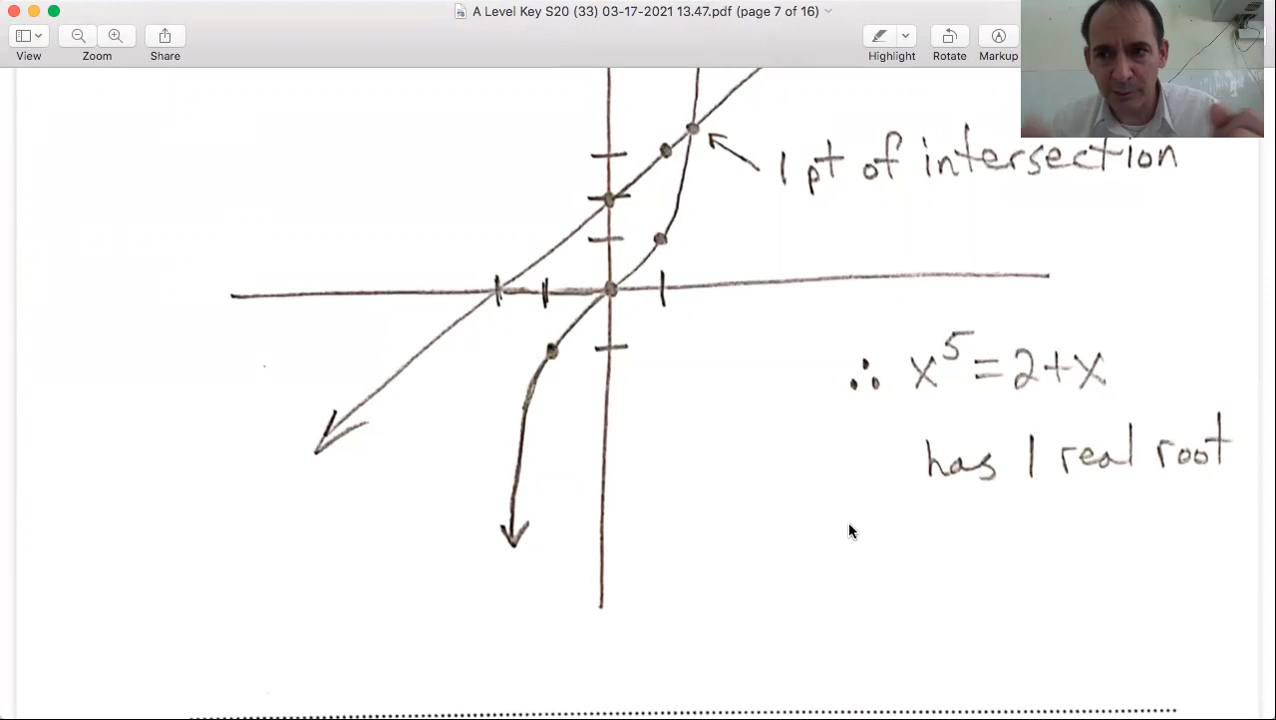 A Level Key S20 (33) 03-17-2021 13.47.pdf (page 7 of 16)
View
Zoom
Share
Highlight
Rotate
Markup
1 pt of intersection
∴ x⁵ = 2 + x
has 1 real root